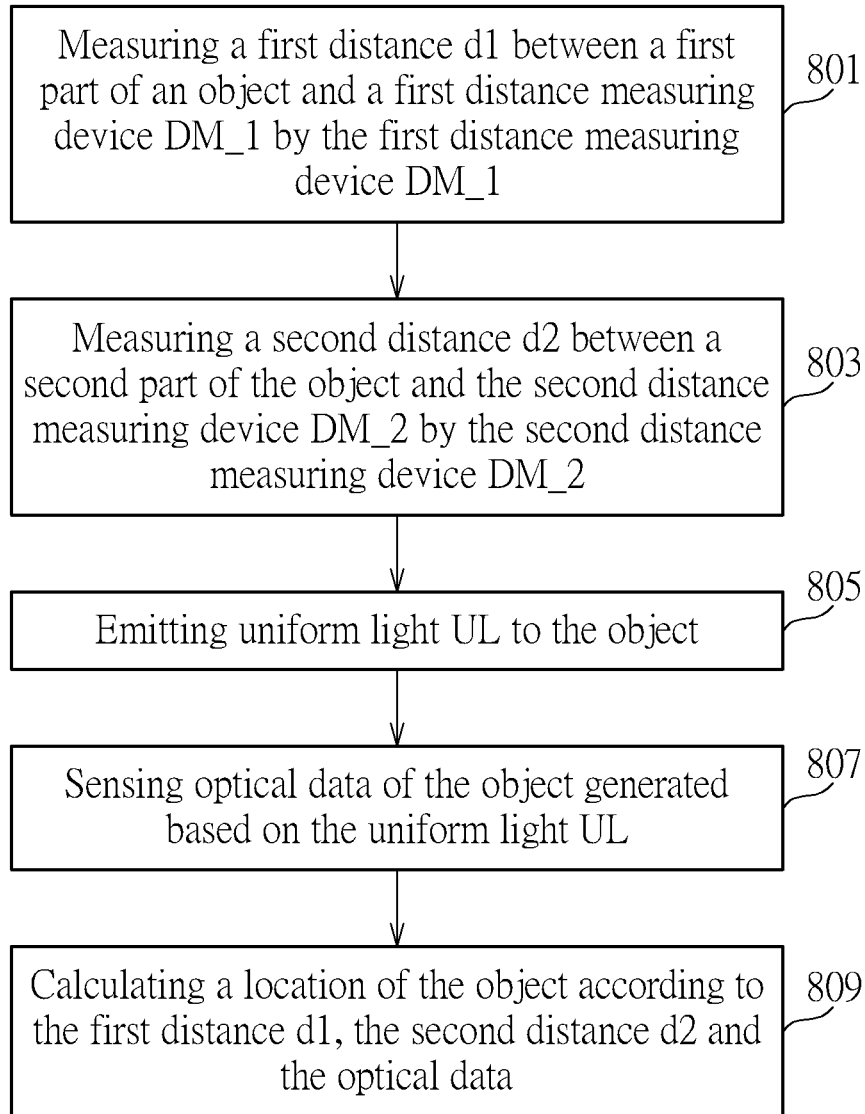 Measuring a first distance d1 between a first
part of an object and a first distance measuring
device DM_1 by the first distance measuring
device DM_1
801
Measuring a second distance d2 between a
second part of the object and the second distance
measuring device DM_2 by the second distance
measuring device DM_2
803
Emitting uniform light UL to the object
805
Sensing optical data of the object generated
based on the uniform light UL
807
Calculating a location of the object according to
the first distance d1, the second distance d2 and
the optical data
809